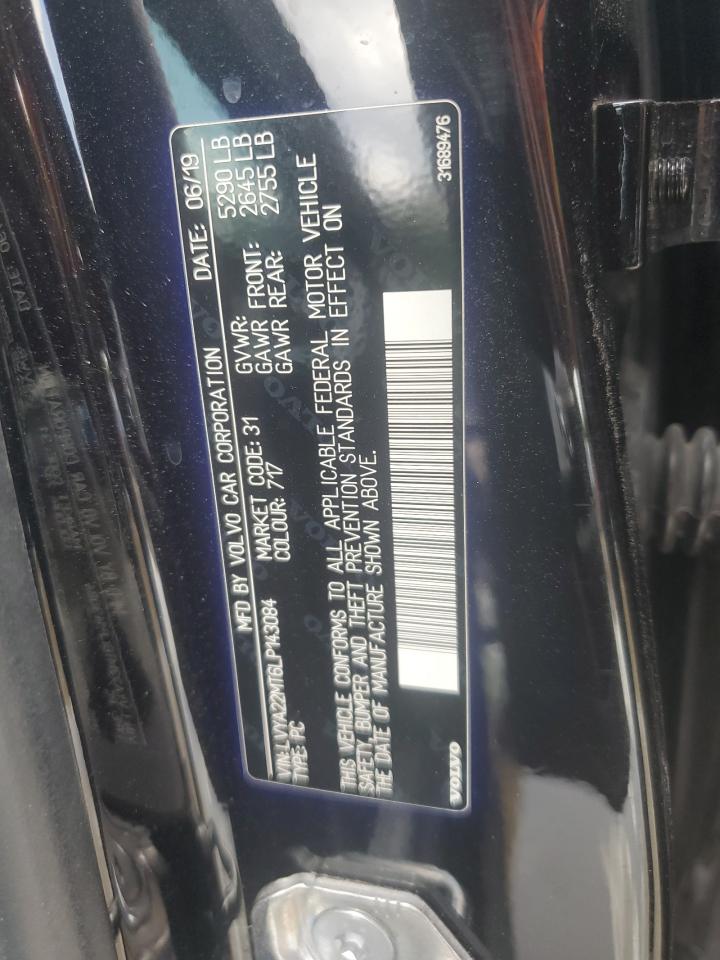 MFD BY VOLVO CAR CORPORATION DATE: 06/19
VIN: LVYA22MT6LP143084 GVWR: 5290 LB
TYPE: PC MARKET CODE: 31 GAWR FRONT: 2645 LB
COLOUR: 717 GAWR REAR: 2755 LB
THIS VEHICLE CONFORMS TO ALL APPLICABLE FEDERAL MOTOR VEHICLE
SAFETY, BUMPER AND THEFT PREVENTION STANDARDS IN EFFECT ON
THE DATE OF MANUFACTURE SHOWN ABOVE.
VOLVO 31689476